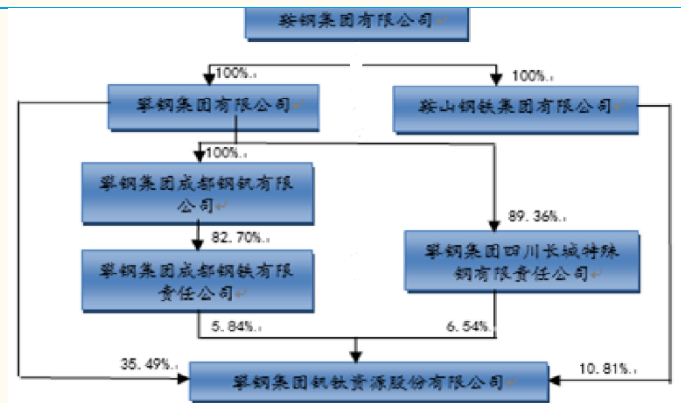 鞍钢集团有限公司
100%.
100%.
攀钢集团有限公司
鞍山钢铁集团有限公司
100%.
攀钢集团成都钢钒有限
公司
89.36%.
82.70%.
攀钢集团四川长城特殊
钢有限责任公司
攀钢集团成都钢铁有限
责任公司
5.84%.
6.54%.
35.49%.
10.81%.
攀钢集团钒钛资源股份有限公司